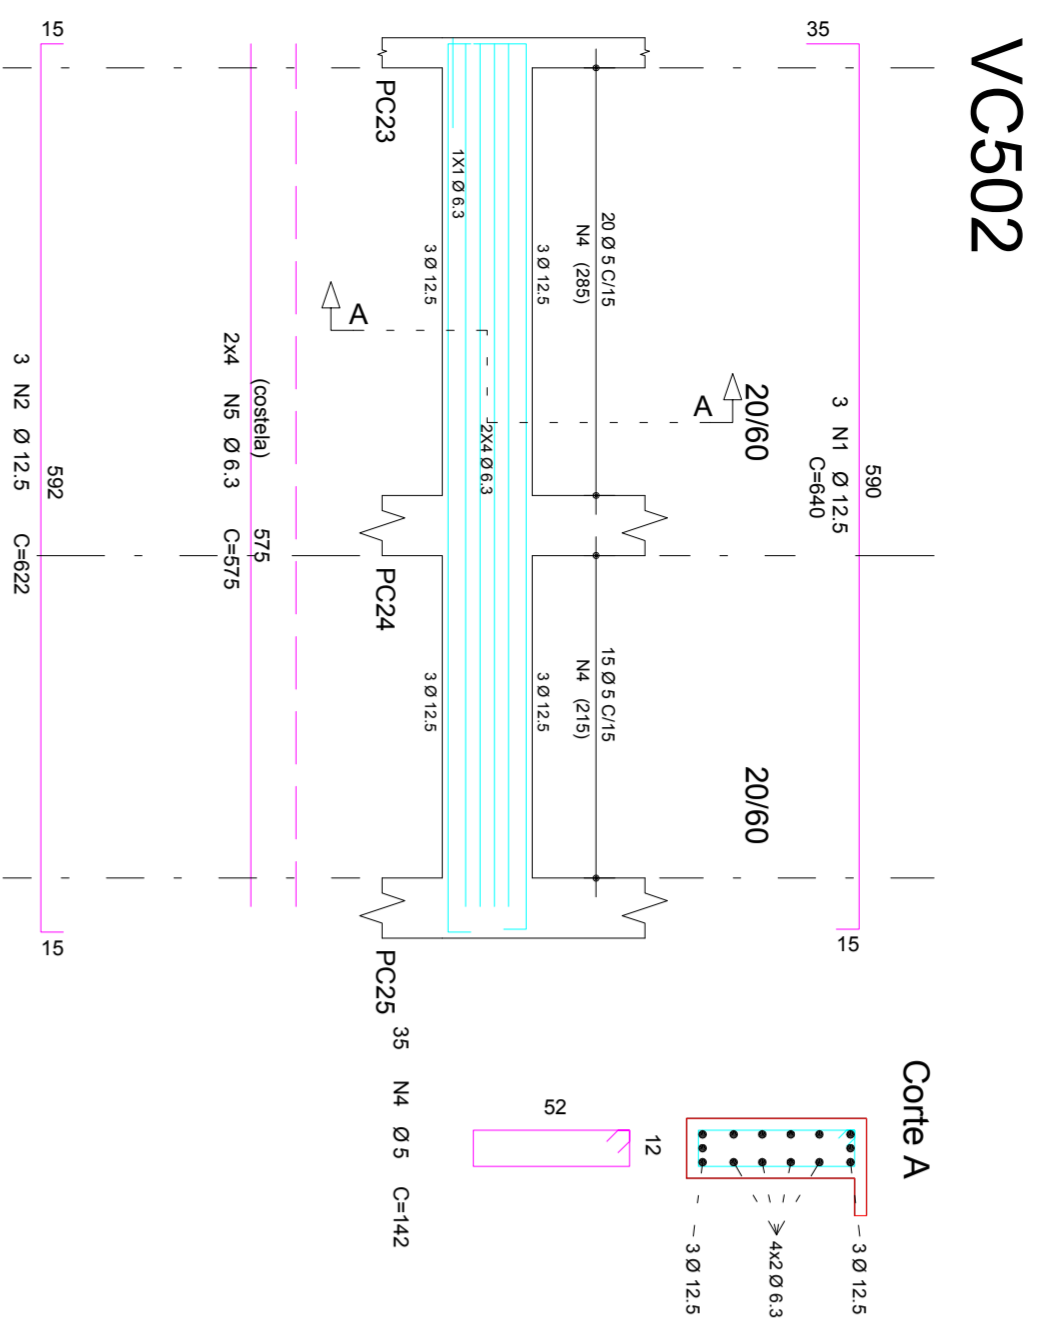 VC502
35
590
15
3 N1 Ø 12.5
C=640
20/60
20/60
A
20 Ø 5 C/15
N4 (285)
15 Ø 5 C/15
N4 (215)
3 Ø 12.5
3 Ø 12.5
2X4 Ø 6.3
1X1 Ø 6.3
3 Ø 12.5
3 Ø 12.5
A
PC23
PC24
PC25
(costela)
575
2x4 N5 Ø 6.3 C=575
15
592
15
3 N2 Ø 12.5 C=622
Corte A
3 Ø 12.5
4x2 Ø 6.3
3 Ø 12.5
12
52
35 N4 Ø 5 C=142